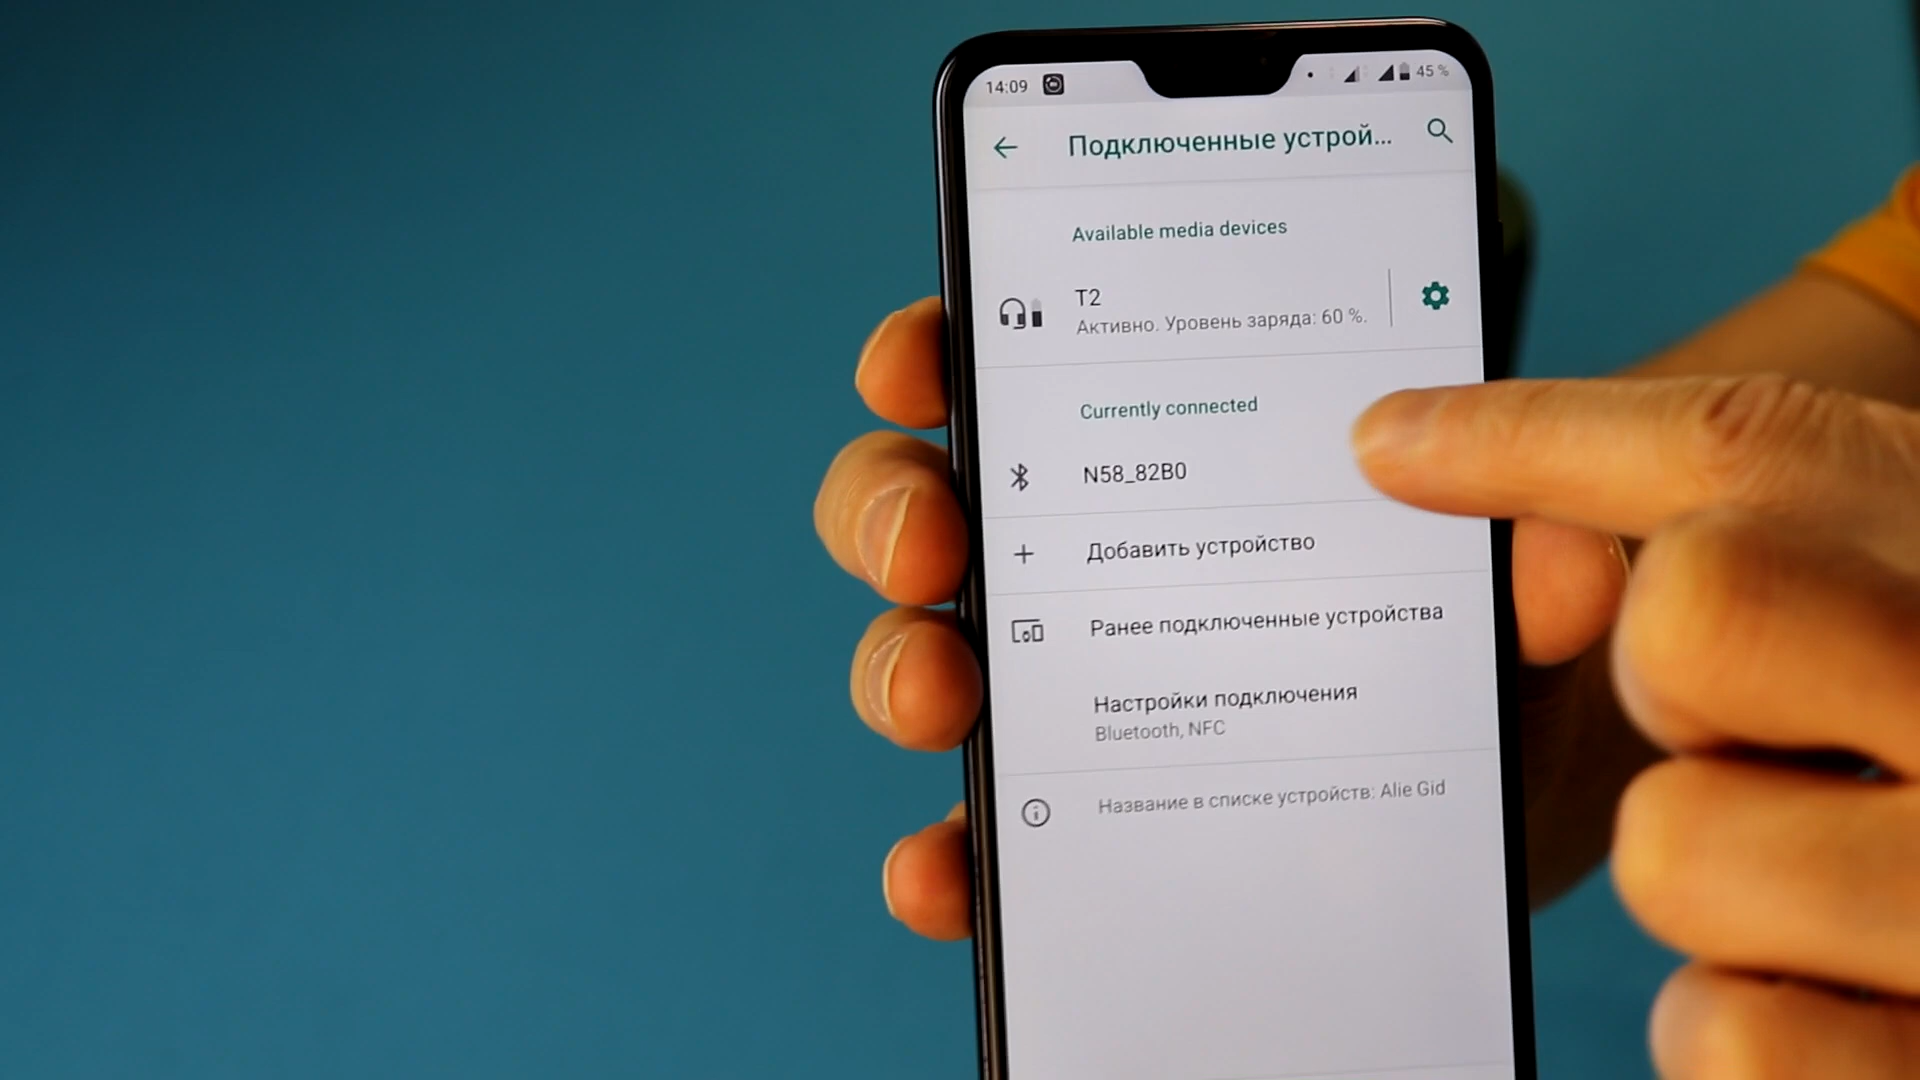 14:09
45 %
Подключенные устрой...
Available media devices
T2
Активно. Уровень заряда: 60 %.
Currently connected
N58_82B0
Добавить устройство
Ранее подключенные устройства
Настройки подключения
Bluetooth, NFC
Название в списке устройств: Alie Gid